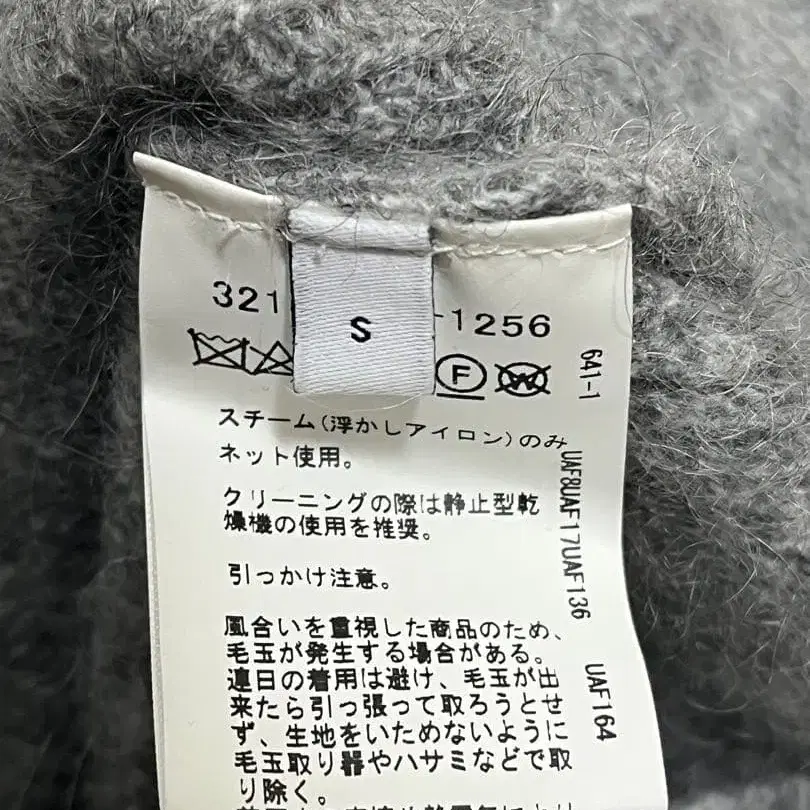 321
S
-1256
F
W
641-1
スチーム(浮かしアイロン)のみ
ネット使用。
クリーニングの際は静止型乾
燥機の使用を推奨。
引っかけ注意。
風合いを重視した商品のため、
毛玉が発生する場合がある。
連日の着用は避け、毛玉が出
来たら引っ張って取ろうとせ
ず、生地をいためないように
毛玉取り器やハサミなどで取
り除く。
UAF8UAF17UAF136
UAF164